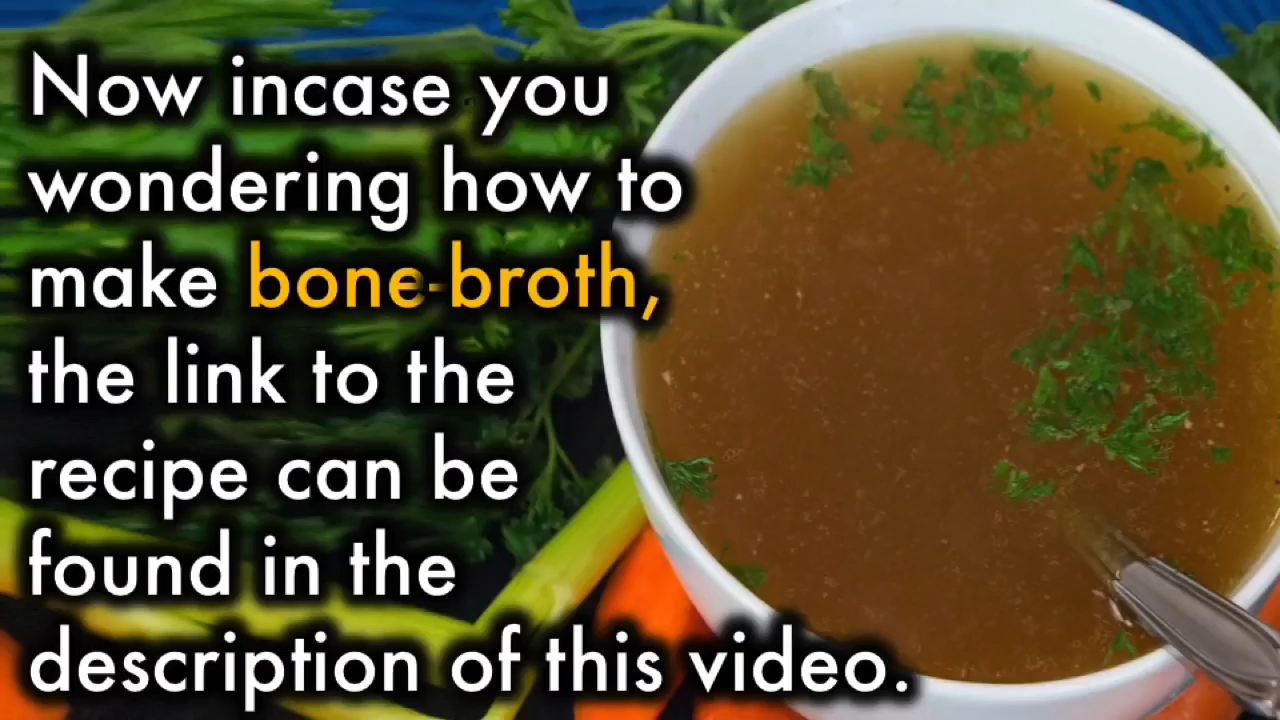 Now incase you
wondering how to
make bone-broth,
the link to the
recipe can be
found in the
description of this video.